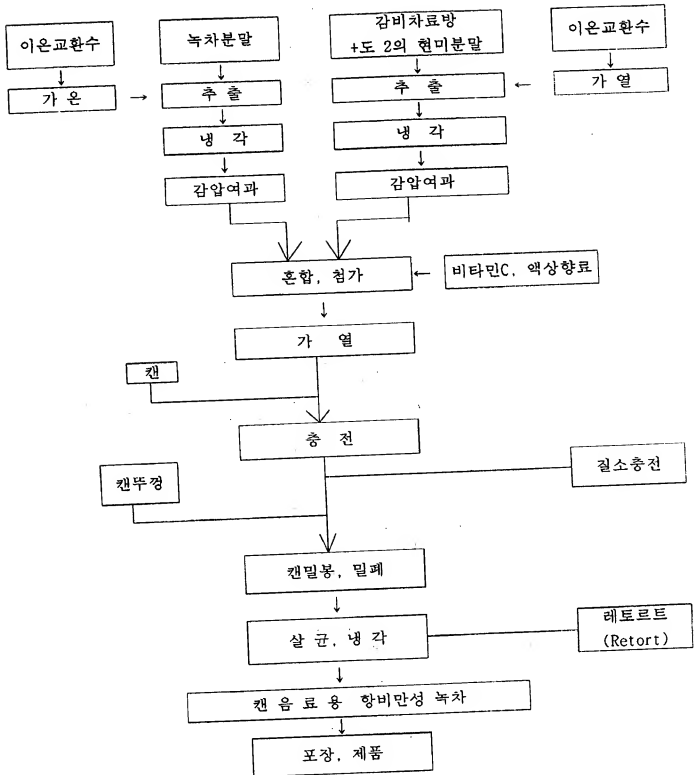 이온교환수
녹차분말
감비차료방
+도 2의 현미분말
이온교환수
가 온
추 출
추 출
가 열
냉 각
냉 각
감압여과
감압여과
혼합, 첨가
비타민C, 액상향료
가 열
캔
충 전
캔뚜껑
질소충전
캔밀봉, 밀폐
살 균, 냉 각
레토르트
(Retort)
캔 음 료 용 항비만성 녹차
포장, 제품